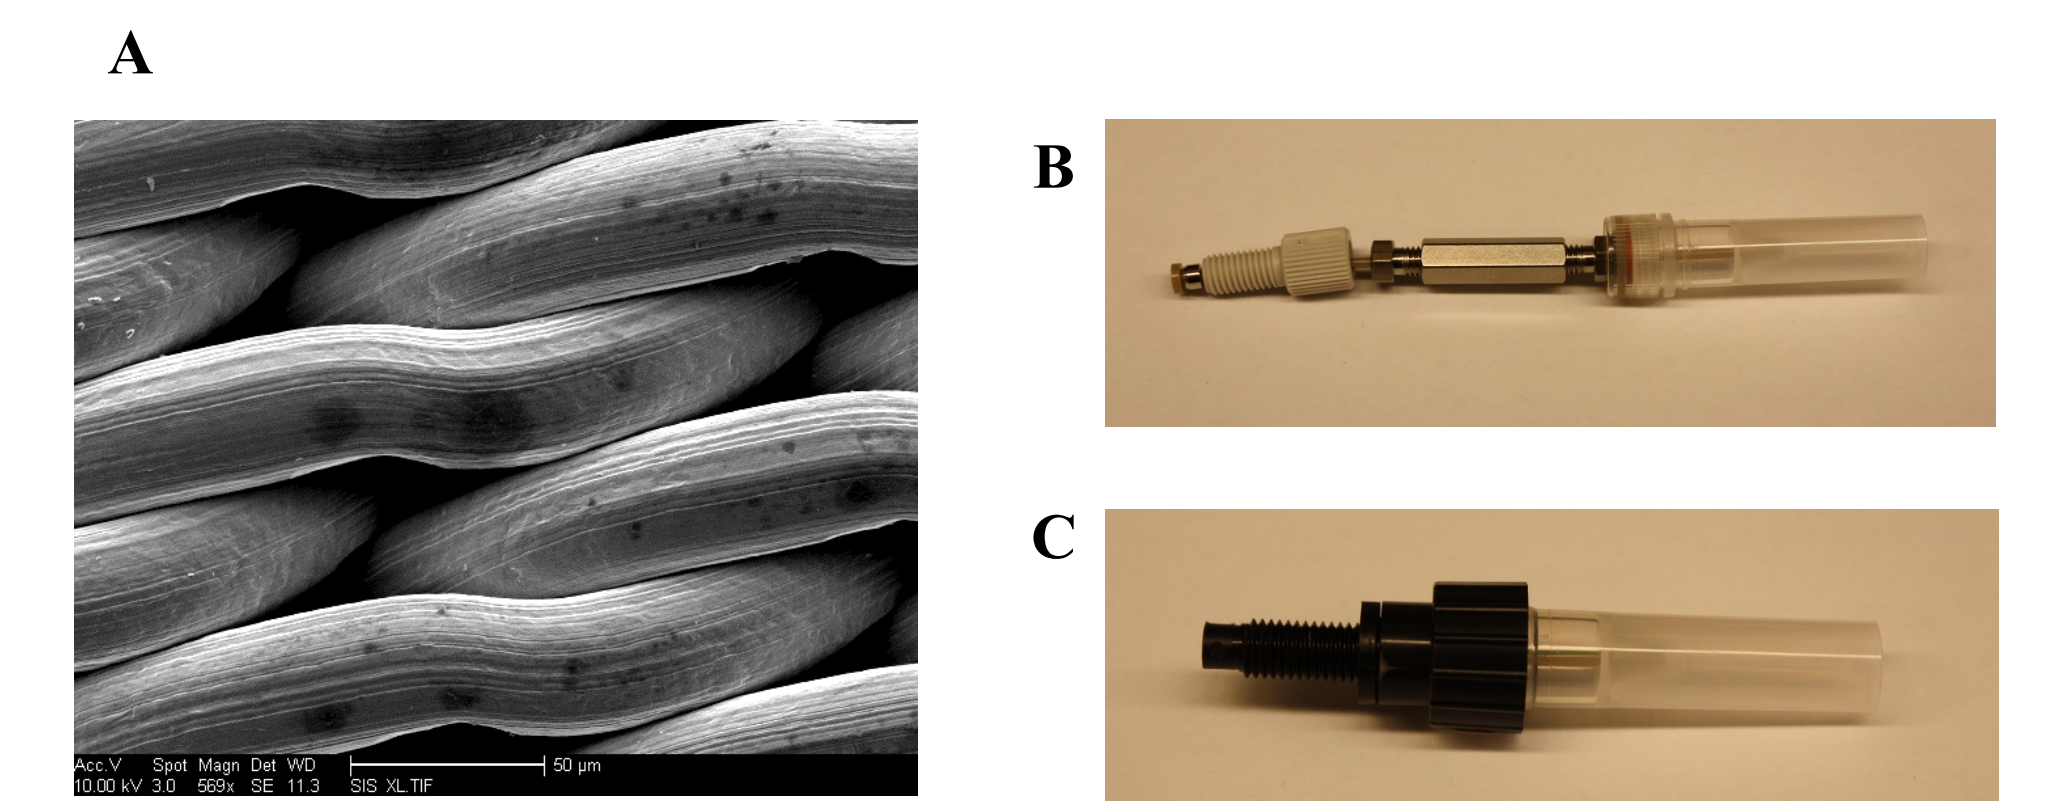 A
B
C
Acc.V Spot Magn Det WD 50 µm
10.00 kV 3.0 569x SE 11.3 SIS XL.TIF